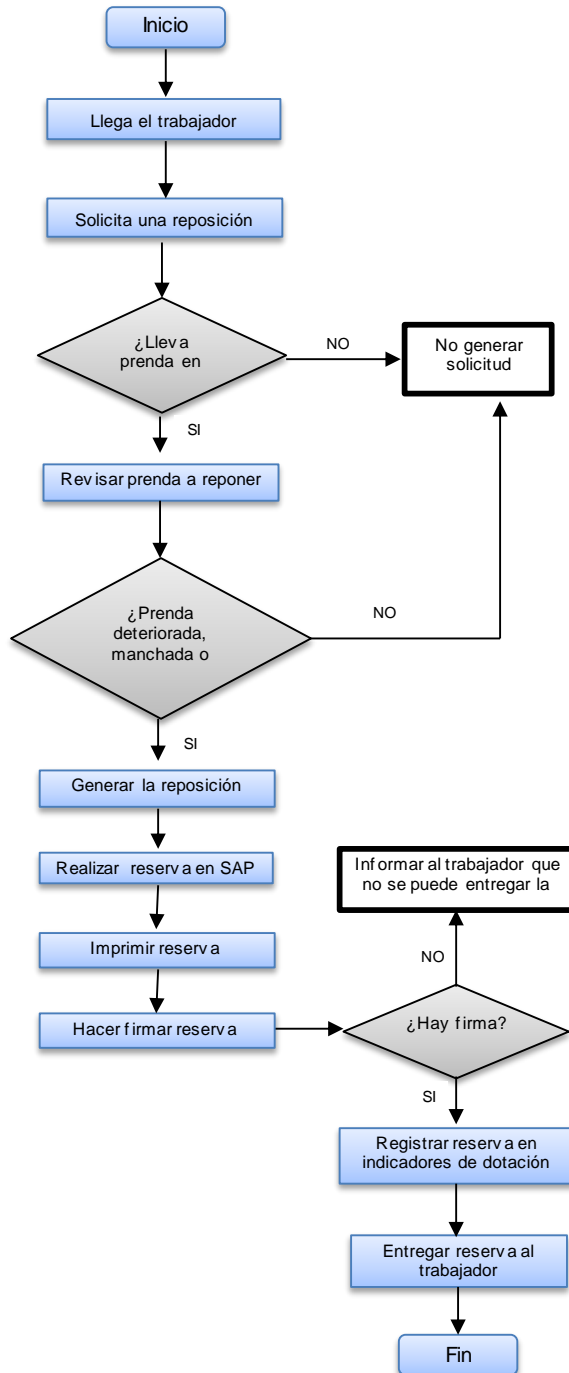 Inicio
Llega el trabajador
Solicita una reposición
¿Lleva
prenda en
NO
No generar
solicitud
SI
Revisar prenda a reponer
¿Prenda
deteriorada,
manchada o
NO
SI
Generar la reposición
Realizar reserva en SAP
Informar al trabajador que
no se puede entregar la
Imprimir reserva
NO
Hacer firmar reserva
¿Hay firma?
SI
Registrar reserva en
indicadores de dotación
Entregar reserva al
trabajador
Fin